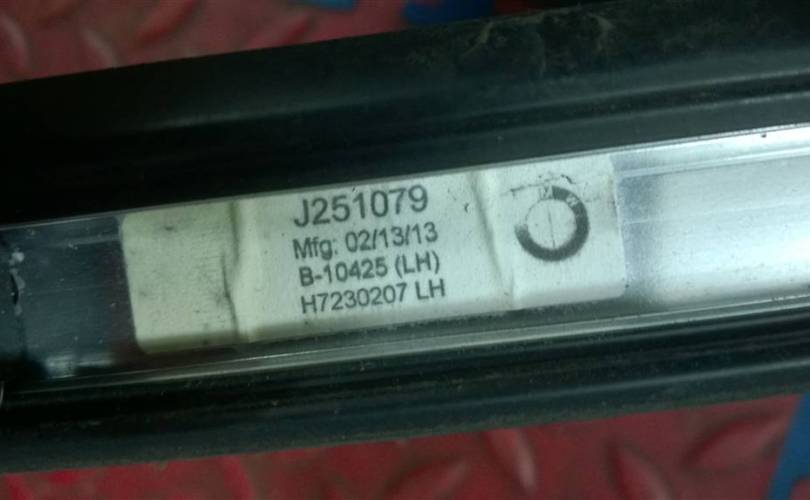 J251079
Mfg: 02/13/13
B-10425 (LH)
H7230207 LH